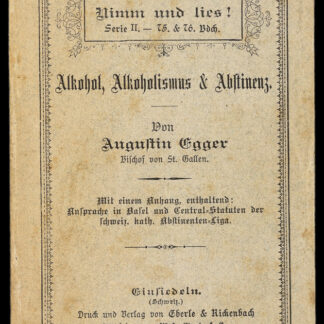 Nimm und lies!
Serie II, — 75. & 76. Bdch.
Alkohol, Alkoholismus & Abstinenz.
Von
Augustin Egger
Bischof von St. Gallen.
Mit einem Anhang, enthaltend:
Ansprache in Basel und Central-Statuten der
schweiz. kath. Abstinenten-Liga.
Einsiedeln.
(Schweiz.)
Druck und Verlag von Eberle & Rickenbach